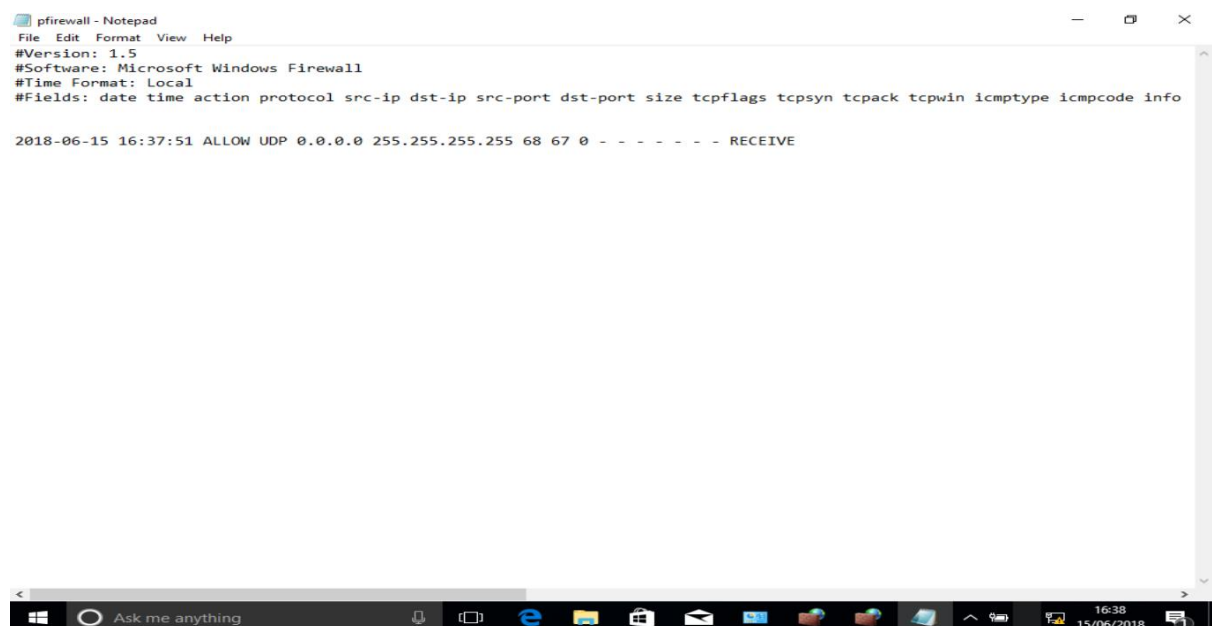 pfirewall - Notepad
File Edit Format View Help
#Version: 1.5
#Software: Microsoft Windows Firewall
#Time Format: Local
#Fields: date time action protocol src-ip dst-ip src-port dst-port size tcpflags tcpsyn tcpack tcpwin icmptype icmpcode info
2018-06-15 16:37:51 ALLOW UDP 0.0.0.0 255.255.255.255 68 67 0 - - - - - - - RECEIVE
Ask me anything
16:38
15/06/2018
1